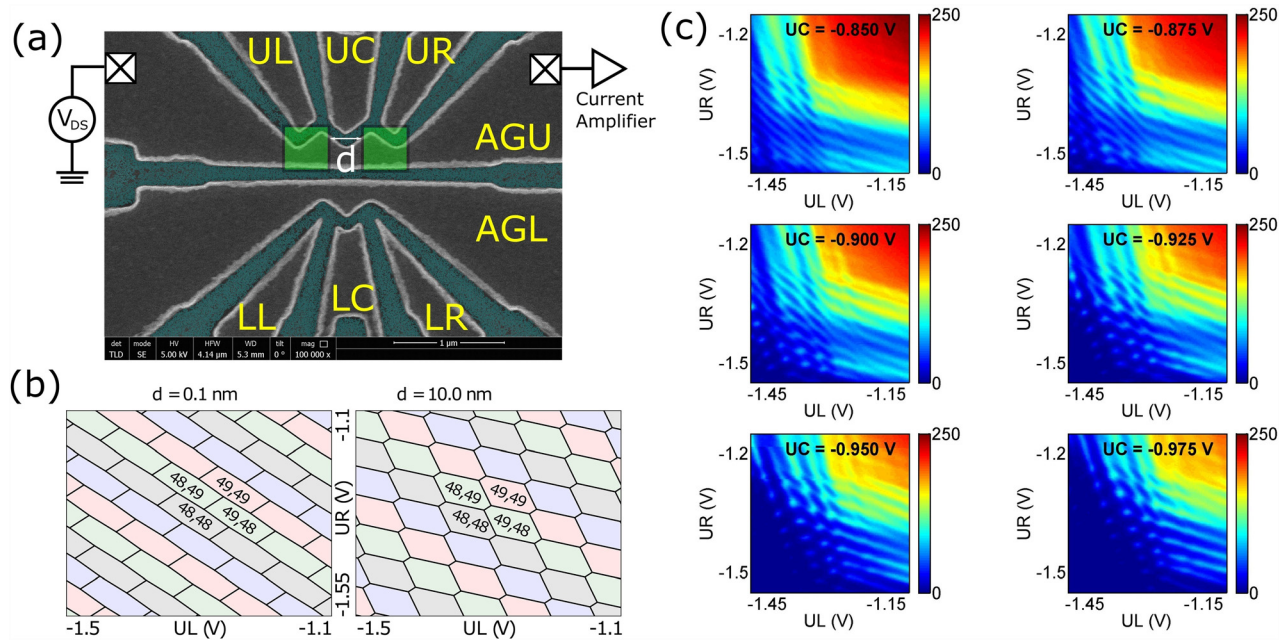 (a)
UL UC UR
V_DS
Current
Amplifier
AGU
d
AGL
LL LC LR
det mode HV HFW WD tilt mag □ 1 µm
TLD SE 5.00 kV 4.14 µm 5.3 mm 0 ° 100 000 x
(b)
d = 0.1 nm
48,49 49,49
48,48 49,48
-1.5 UL (V) -1.1
-1.1
UR (V)
-1.55
d = 10.0 nm
48,49 49,49
48,48 49,48
-1.5 UL (V) -1.1
(c)
UC = -0.850 V
250
0
-1.2
UR (V)
-1.5
-1.45 -1.15
UL (V)
UC = -0.875 V
250
0
-1.2
UR (V)
-1.5
-1.45 -1.15
UL (V)
UC = -0.900 V
250
0
-1.2
UR (V)
-1.5
-1.45 -1.15
UL (V)
UC = -0.925 V
250
0
-1.2
UR (V)
-1.5
-1.45 -1.15
UL (V)
UC = -0.950 V
250
0
-1.2
UR (V)
-1.5
-1.45 -1.15
UL (V)
UC = -0.975 V
250
0
-1.2
UR (V)
-1.5
-1.45 -1.15
UL (V)